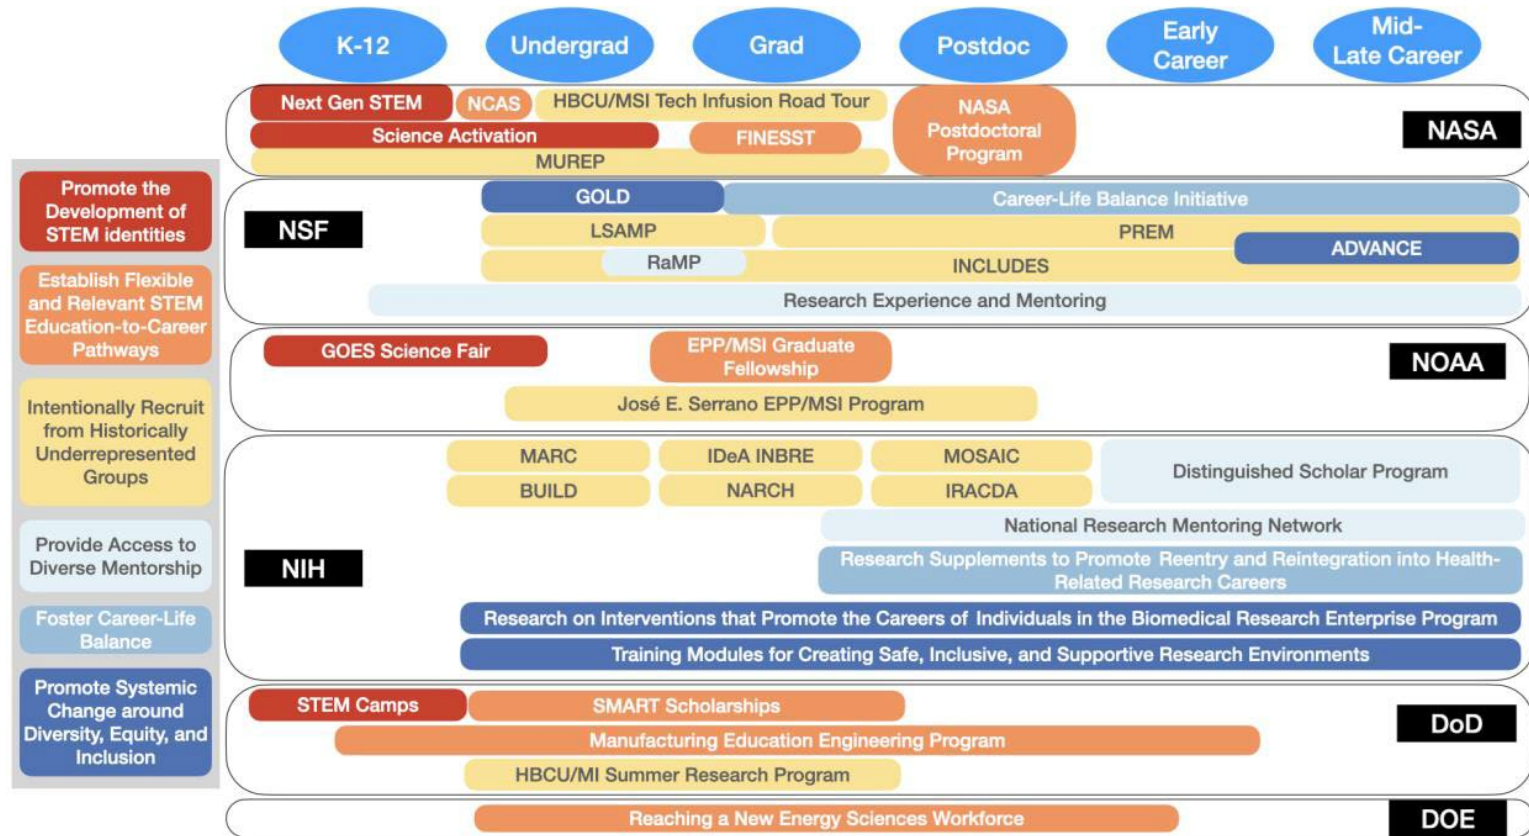 K-12
Undergrad
Grad
Postdoc
Early
Career
Mid-
Late Career
Next Gen STEM
NCAS
HBCU/MSI Tech Infusion Road Tour
NASA
Postdoctoral
Program
NASA
Science Activation
FINESST
MUREP
Promote the
Development of
STEM identities
Establish Flexible
and Relevant STEM
Education-to-Career
Pathways
Intentionally Recruit
from Historically
Underrepresented
Groups
Provide Access to
Diverse Mentorship
Foster Career-Life
Balance
Promote Systemic
Change around
Diversity, Equity, and
Inclusion
NSF
GOLD
Career-Life Balance Initiative
LSAMP
PREM
ADVANCE
RaMP
INCLUDES
Research Experience and Mentoring
GOES Science Fair
EPP/MSI Graduate
Fellowship
NOAA
José E. Serrano EPP/MSI Program
MARC
IDeA INBRE
MOSAIC
Distinguished Scholar Program
BUILD
NARCH
IRACDA
National Research Mentoring Network
NIH
Research Supplements to Promote Reentry and Reintegration into Health-
Related Research Careers
Research on Interventions that Promote the Careers of Individuals in the Biomedical Research Enterprise Program
Training Modules for Creating Safe, Inclusive, and Supportive Research Environments
STEM Camps
SMART Scholarships
DoD
Manufacturing Education Engineering Program
HBCU/MI Summer Research Program
Reaching a New Energy Sciences Workforce
DOE